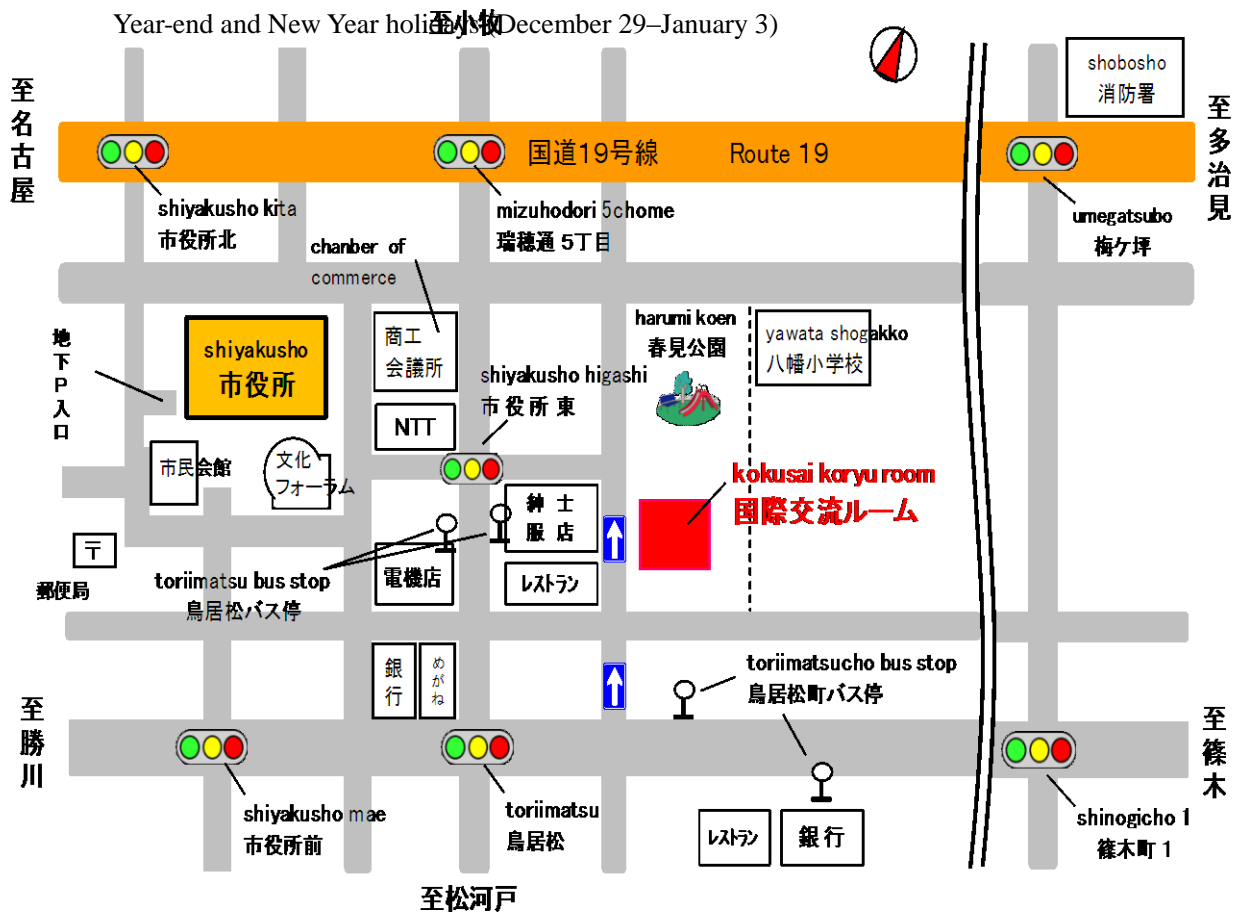 Year-end and New Year holidays (December 29–January 3)
至小牧
shobosho
消防署
至名古屋
至多治見
国道19号線 Route 19
shiyakusho kita
市役所北
mizuhodori 5chome
瑞穂通5丁目
umegatsubo
梅ケ坪
chanber of
commerce
地下P入口
shiyakusho
市役所
商工
会議所
NTT
shiyakusho higashi
市役所東
harumi koen
春見公園
yawata shogakko
八幡小学校
市民会館
文化
フォーラム
kokusai koryu room
国際交流ルーム
紳士
服店
〒
郵便局
toriimatsu bus stop
鳥居松バス停
電機店
レストラン
銀行
めがね
toriimatsucho bus stop
鳥居松町バス停
至勝川
至篠木
shiyakusho mae
市役所前
toriimatsu
鳥居松
レストラン
銀行
shinogicho 1
篠木町1
至松河戸